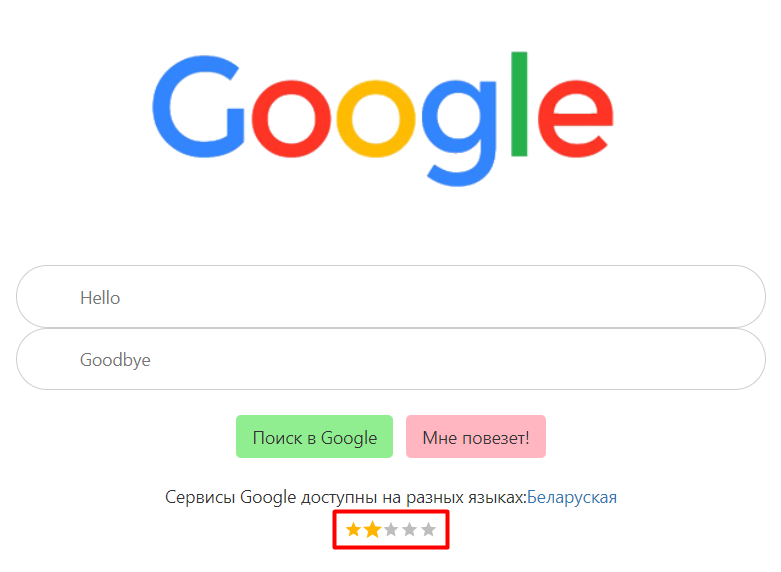 Google
Hello
Goodbye
Поиск в Google Мне повезет!
Сервисы Google доступны на разных языках:Беларуская